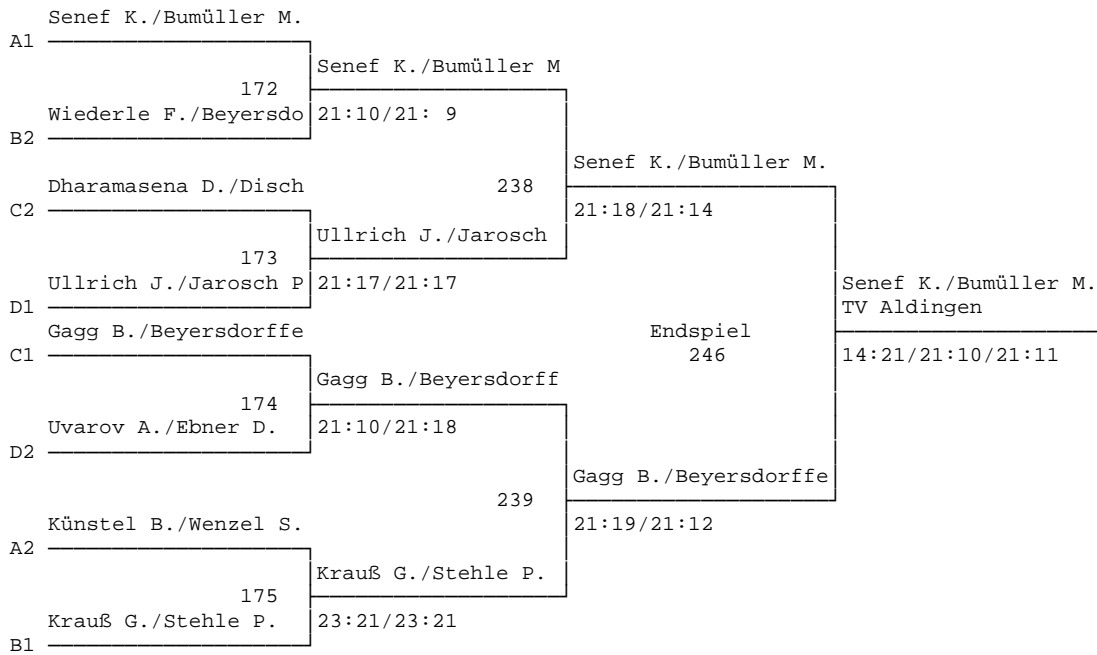 Senef K./Bumüller M.
A1
Senef K./Bumüller M
172
Wiederle F./Beyersdo 21:10/21: 9
B2
Senef K./Bumüller M.
Dharamasena D./Disch 238
C2 21:18/21:14
Ullrich J./Jarosch
173
Ullrich J./Jarosch P 21:17/21:17 Senef K./Bumüller M.
D1 TV Aldingen
Gagg B./Beyersdorffe Endspiel
C1 246 14:21/21:10/21:11
Gagg B./Beyersdorff
174
Uvarov A./Ebner D. 21:10/21:18
D2
Gagg B./Beyersdorffe
239
Künstel B./Wenzel S. 21:19/21:12
A2
Krauß G./Stehle P.
175
Krauß G./Stehle P. 23:21/23:21
B1